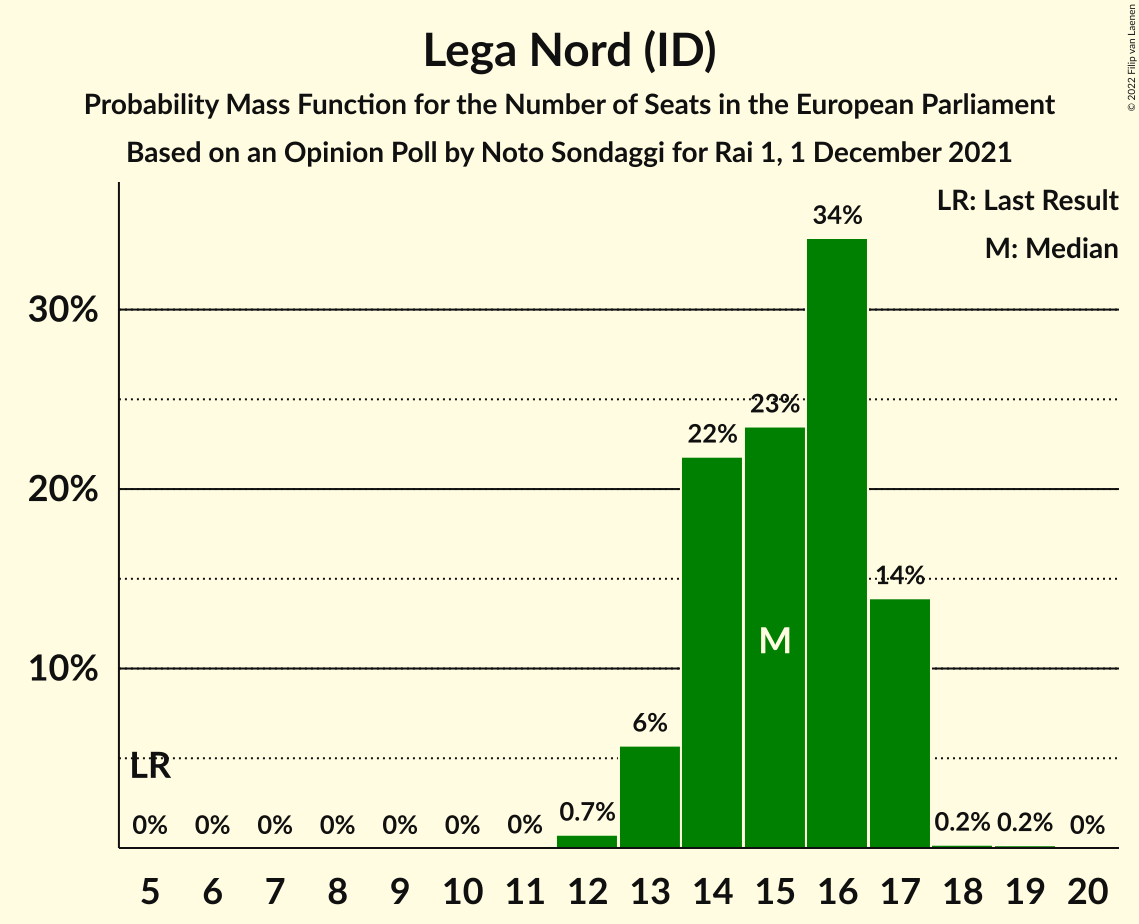 Lega Nord (ID)
Probability Mass Function for the Number of Seats in the European Parliament
Based on an Opinion Poll by Noto Sondaggi for Rai 1, 1 December 2021
© 2022 Filip van Laenen
LR: Last Result
M: Median
34%
30%
23%
22%
20%
14%
M
10%
6%
LR
0% 0% 0% 0% 0% 0% 0% 0.7% 0.2% 0.2% 0%
5 6 7 8 9 10 11 12 13 14 15 16 17 18 19 20